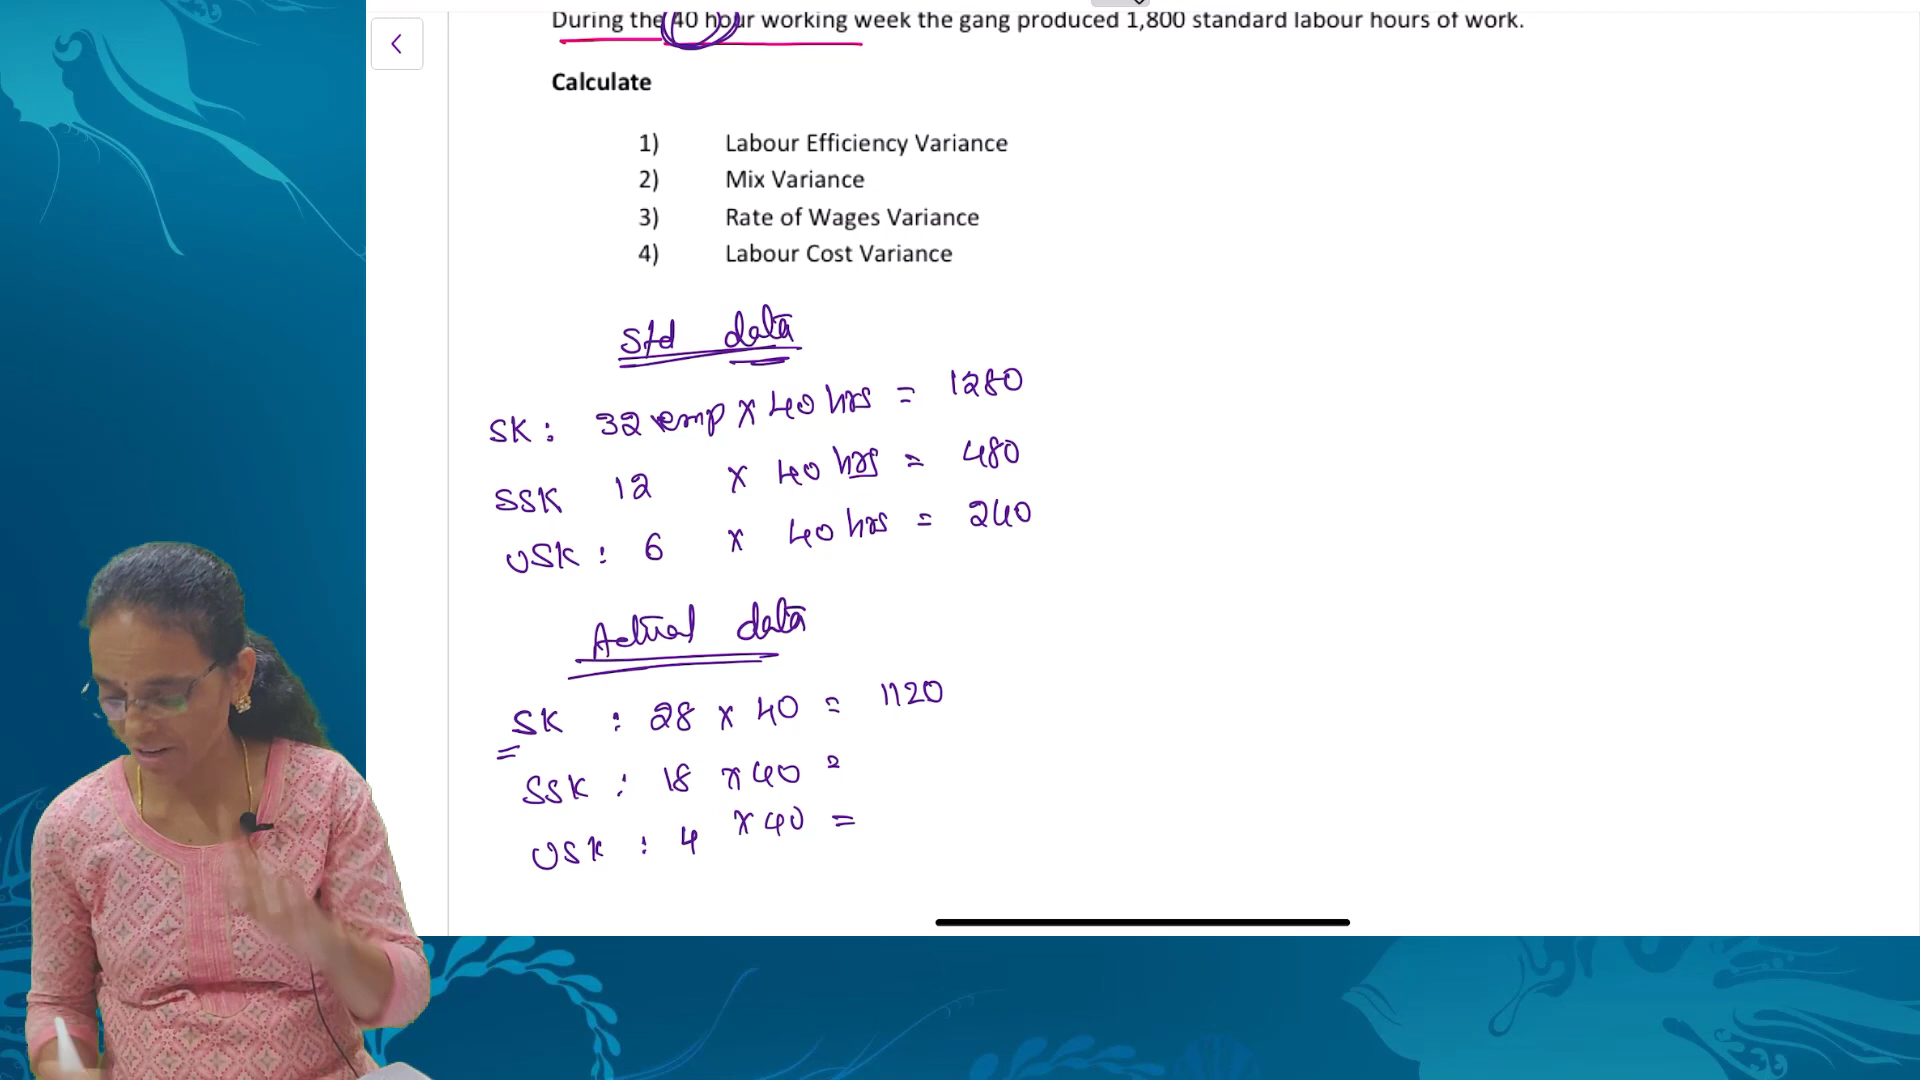 During the 40 hour working week the gang produced 1,800 standard labour hours of work.
Calculate
1) Labour Efficiency Variance
2) Mix Variance
3) Rate of Wages Variance
4) Labour Cost Variance
Std data
SK : 32 emp x 40 hrs = 1280
SSK 12 x 40 hrs = 480
USK : 6 x 40 hrs = 240
Actual data
SK : 28 x 40 = 1120
SSK : 18 x 40 =
USK : 4 x 40 =